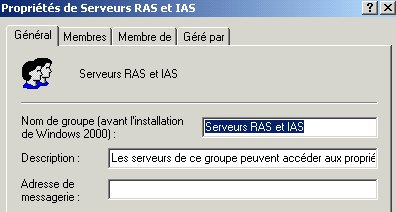 Propriétés de Serveurs RAS et IAS
Général Membres Membre de Géré par
Serveurs RAS et IAS
Nom de groupe (avant l'installation
de Windows 2000) :
Serveurs RAS et IAS
Description : Les serveurs de ce groupe peuvent accéder aux proprié
Adresse de
messagerie :